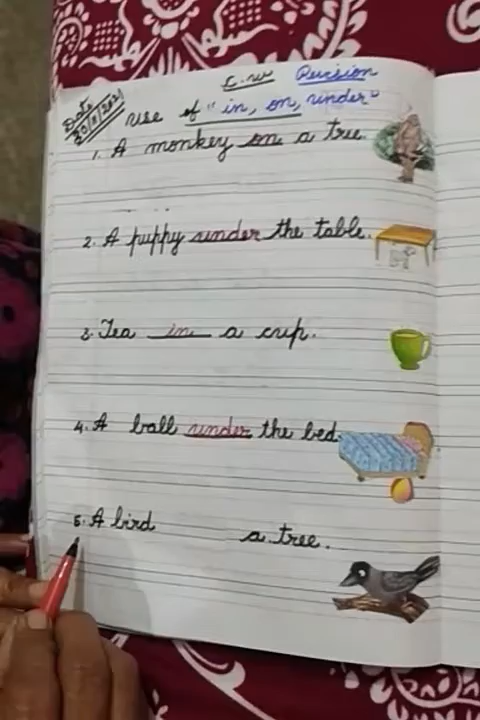 C.W Revision
Date
use of "in, on, under"
1. A monkey on a tree.
2. A puppy under the table.
3. Tea in a cup.
4. A ball under the bed.
5. A bird a tree.